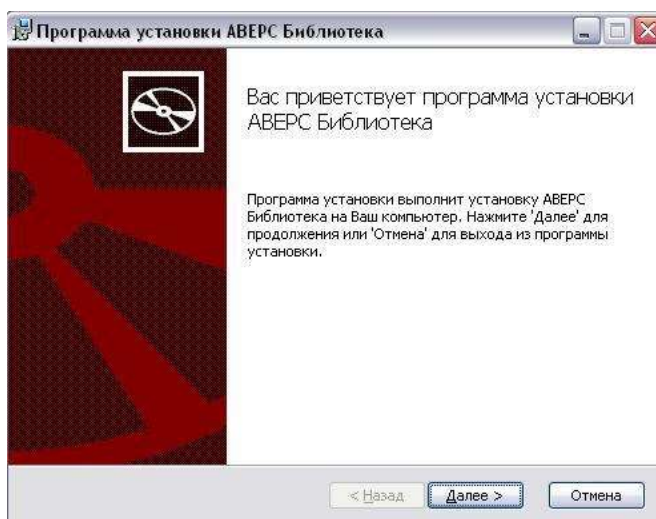 Программа установки АВЕРС Библиотека
Вас приветствует программа установки
АВЕРС Библиотека
Программа установки выполнит установку АВЕРС
Библиотека на Ваш компьютер. Нажмите 'Далее' для
продолжения или 'Отмена' для выхода из программы
установки.
< Назад
Далее >
Отмена